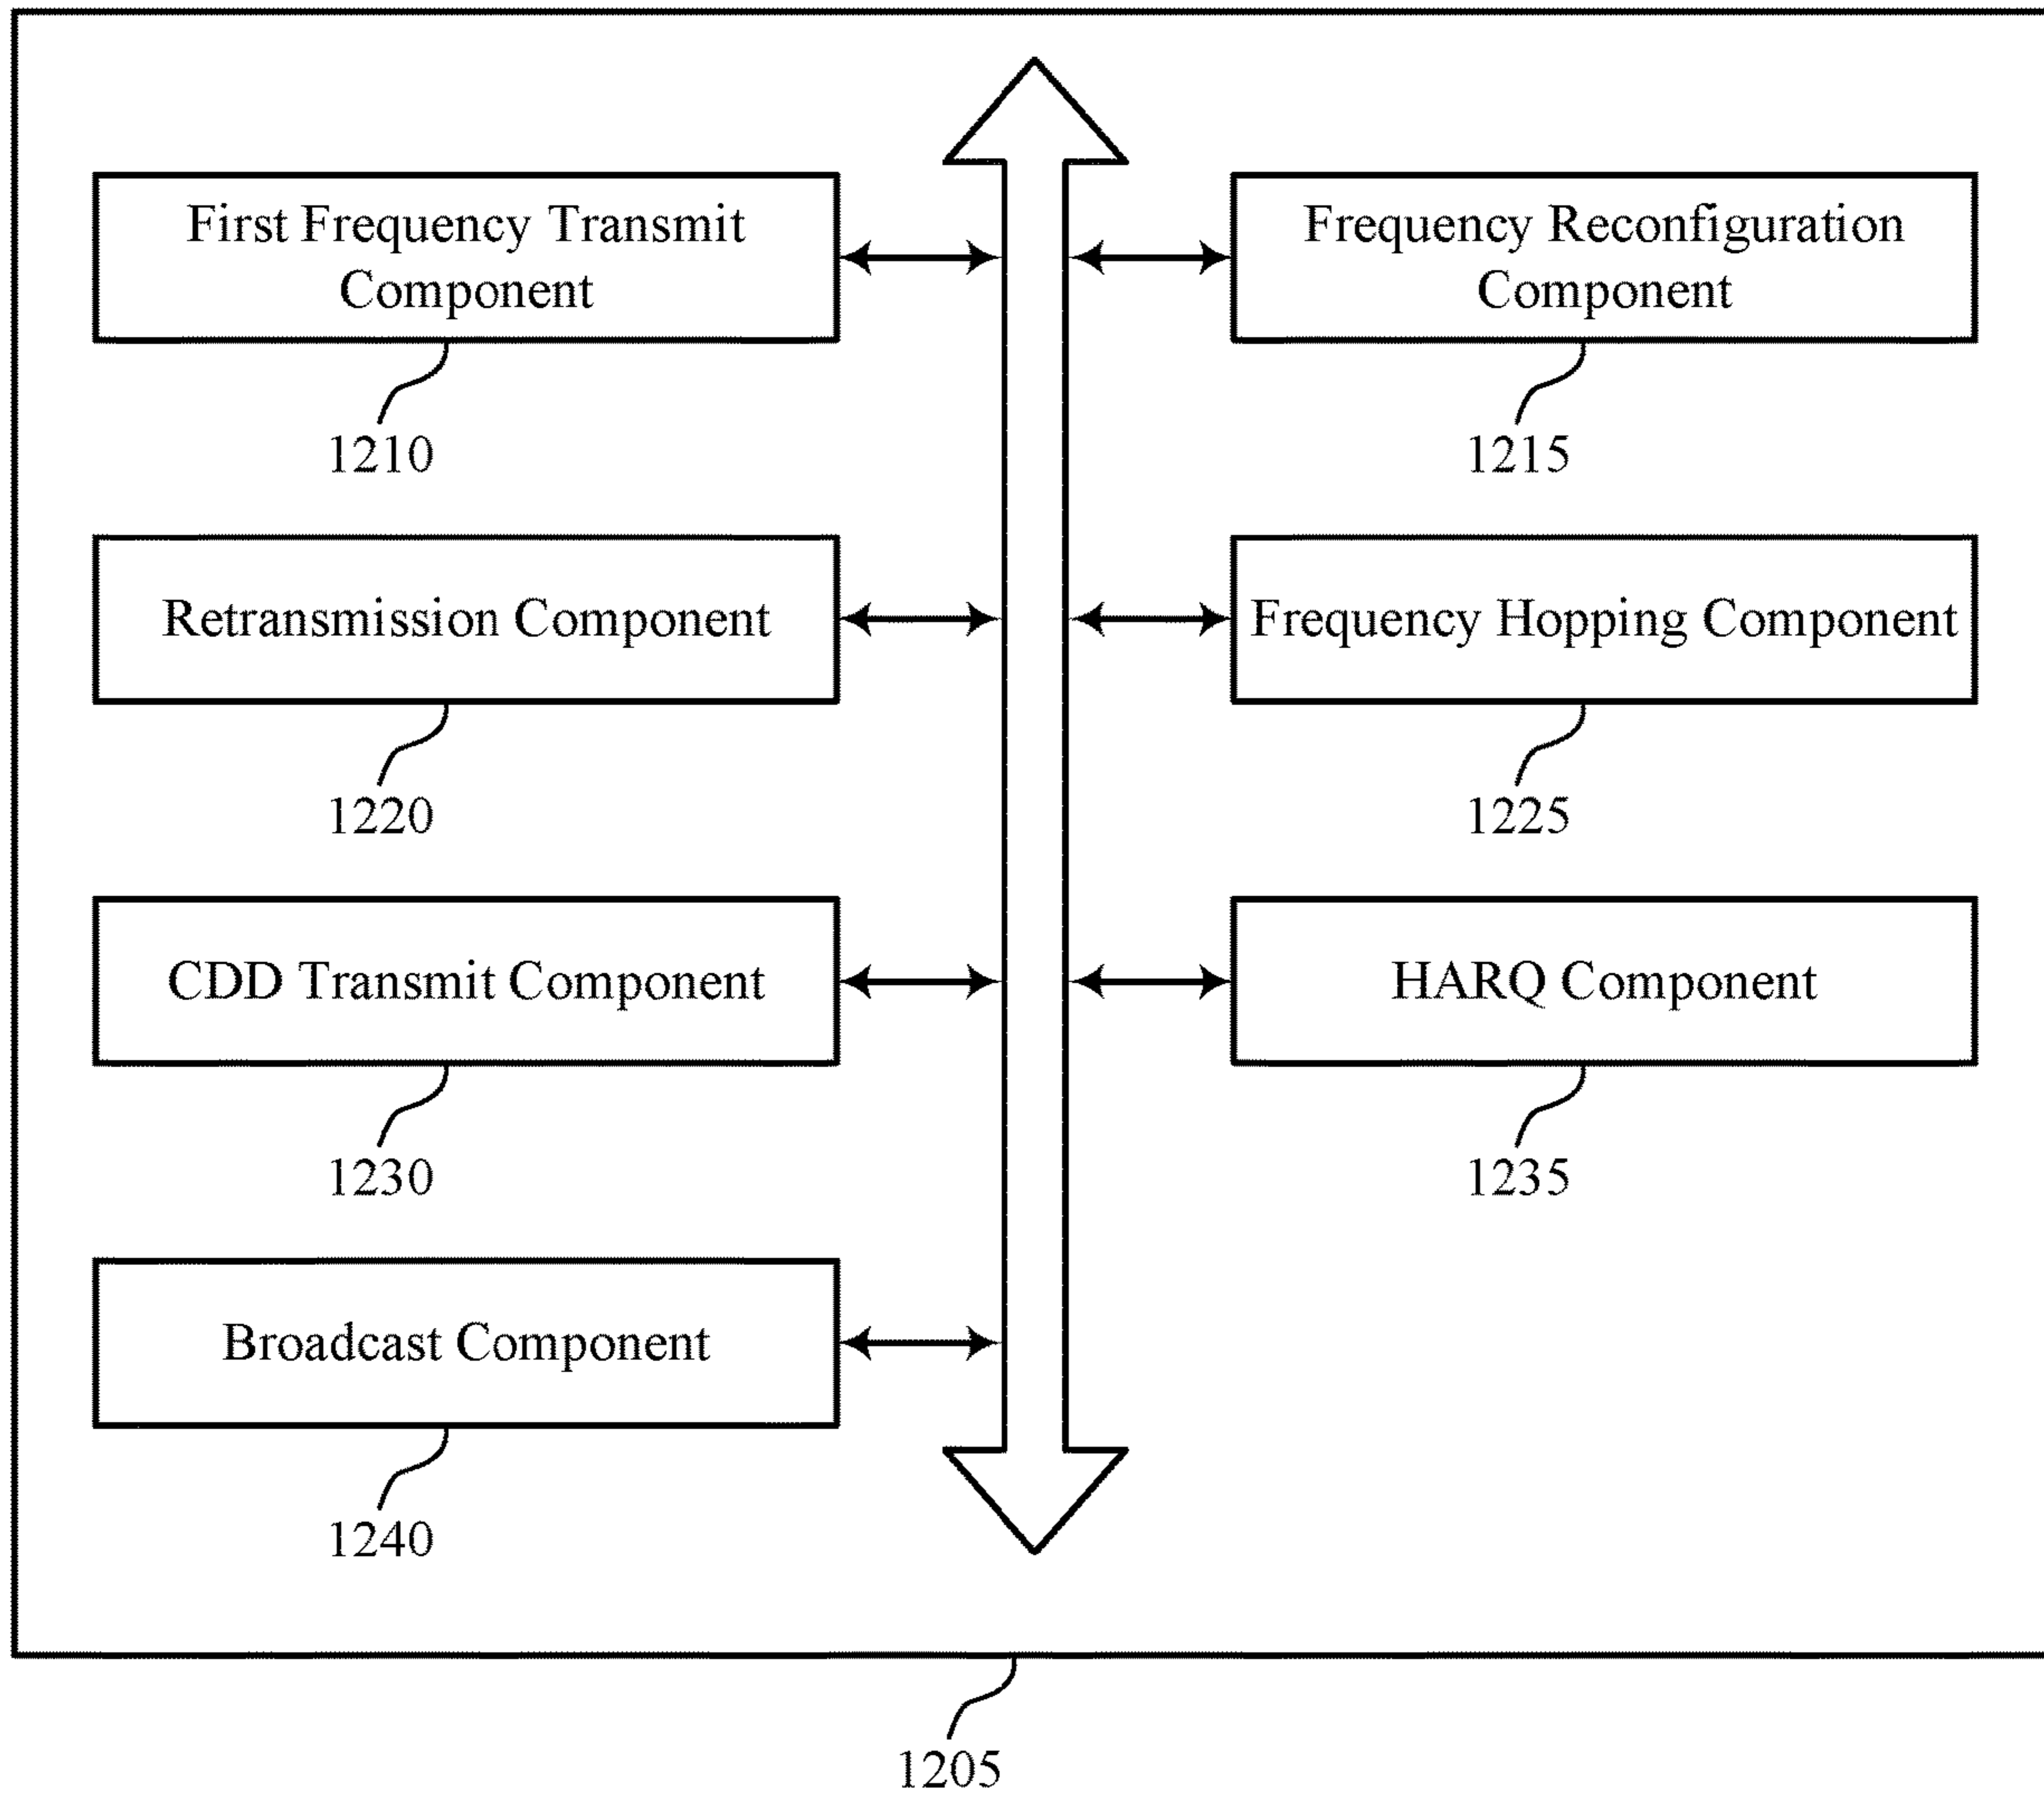 First Frequency Transmit
Component
1210
Frequency Reconfiguration
Component
1215
Retransmission Component
1220
Frequency Hopping Component
1225
CDD Transmit Component
1230
HARQ Component
1235
Broadcast Component
1240
1205